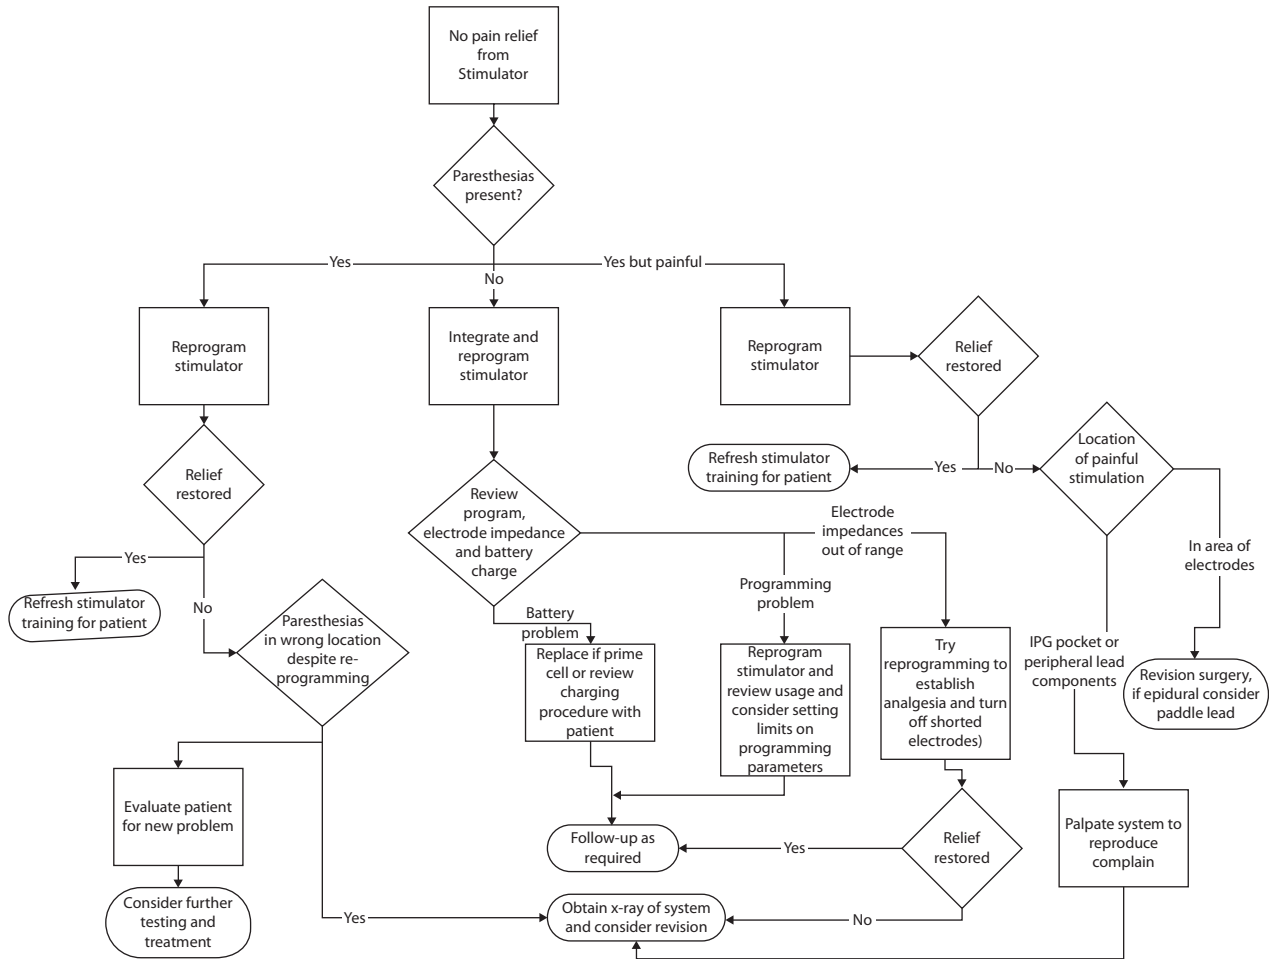 No pain relief
from
Stimulator
Paresthesias
present?
Yes
No
Yes but painful
Reprogram
stimulator
Integrate and
reprogram
stimulator
Reprogram
stimulator
Relief
restored
Relief
restored
Yes
No
Refresh stimulator
training for patient
Paresthesias
in wrong location
despite re-
programming
Evaluate patient
for new problem
Consider further
testing and
treatment
Yes
Review
program,
electrode impedance
and battery
charge
Battery
problem
Programming
problem
Electrode
impedances
out of range
Replace if prime
cell or review
charging
procedure with
patient
Reprogram
stimulator and
review usage and
consider setting
limits on
programming
parameters
Try
reprogramming to
establish
analgesia and turn
off shorted
electrodes)
Follow-up as
required
Yes
Relief
restored
No
Obtain x-ray of system
and consider revision
Refresh stimulator
training for patient
Yes
No
Location
of painful
stimulation
In area of
electrodes
IPG pocket or
peripheral lead
components
Revision surgery,
if epidural consider
paddle lead
Palpate system to
reproduce
complain